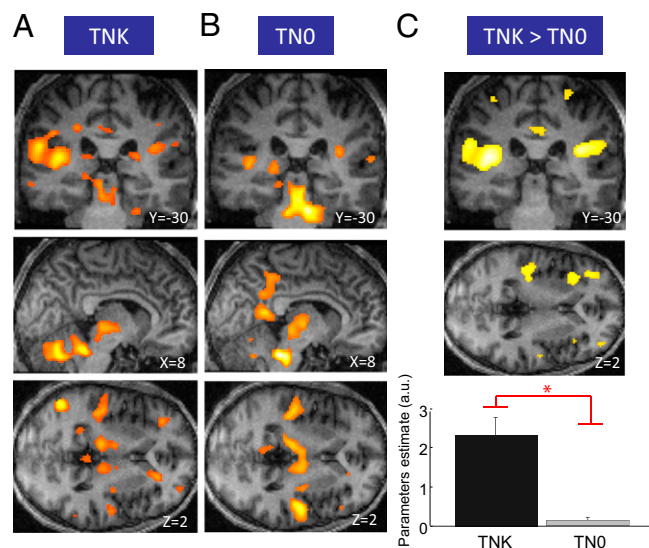 A
TNK
B
TN0
C
TNK > TN0
Y=-30
Y=-30
Y=-30
X=8
X=8
Z=2
Z=2
Z=2
Parameters estimate (a.u.)
*
3
2
1
0
TNK
TN0